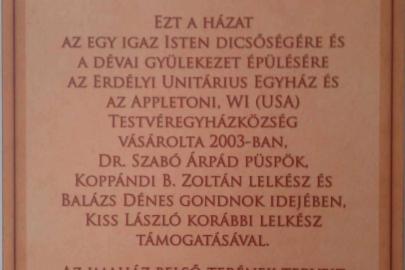 EZT A HÁZAT
AZ EGY IGAZ ISTEN DICSŐSÉGÉRE ÉS
A DÉVAI GYÜLEKEZET ÉPÜLÉSÉRE
AZ ERDÉLYI UNITÁRIUS EGYHÁZ ÉS
AZ APPLETONI, WI (USA)
TESTVÉREGYHÁZKÖZSÉG
VÁSÁROLTA 2003-BAN,
DR. SZABÓ ÁRPÁD PÜSPÖK,
KOPPÁNDI B. ZOLTÁN LELKÉSZ ÉS
BALÁZS DÉNES GONDNOK IDEJÉBEN,
KISS LÁSZLÓ KORÁBBI LELKÉSZ
TÁMOGATÁSÁVAL.